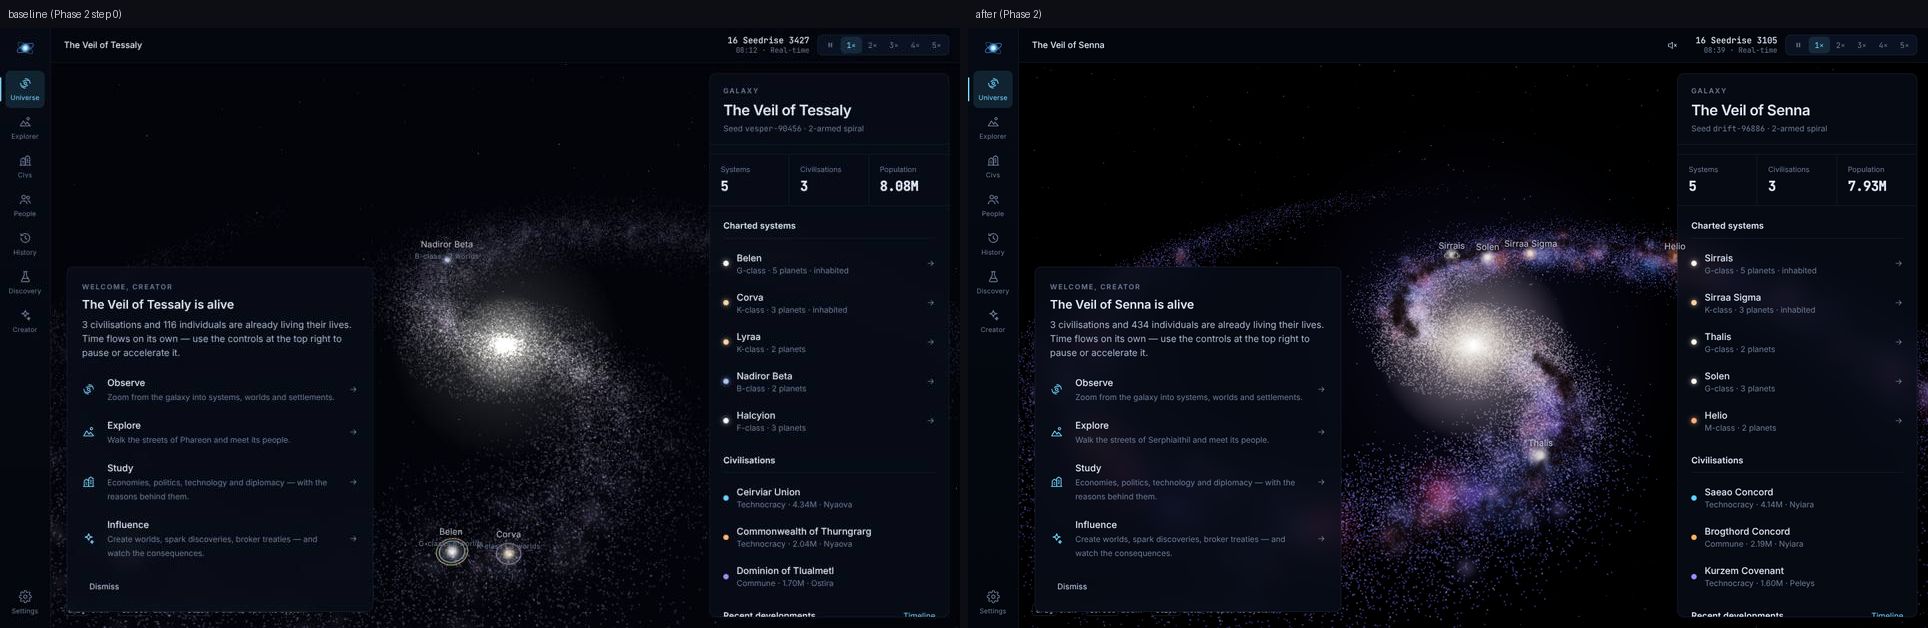 baseline (Phase 2 step 0)
The Veil of Tessaly
16 Seedrise 3427
08:12 · Real-time
1×
2×
3×
4×
5×
Universe
Explorer
Civs
People
History
Discovery
Creator
Settings
Nadiror Beta
Belen
Corva
WELCOME, CREATOR
The Veil of Tessaly is alive
3 civilisations and 116 individuals are already living their lives.
Time flows on its own — use the controls at the top right to
pause or accelerate it.
Observe
Zoom from the galaxy into systems, worlds and settlements.
Explore
Walk the streets of Phareon and meet its people.
Study
Economies, politics, technology and diplomacy — with the
reasons behind them.
Influence
Create worlds, spark discoveries, broker treaties — and
watch the consequences.
Dismiss
GALAXY
The Veil of Tessaly
Seed vesper-90456 · 2-armed spiral
Systems
5
Civilisations
3
Population
8.08M
Charted systems
Belen
G-class · 5 planets · inhabited
Corva
K-class · 3 planets · inhabited
Lyraa
K-class · 2 planets
Nadiror Beta
B-class · 2 planets
Halcyion
F-class · 3 planets
Civilisations
Ceirviar Union
Technocracy · 4.34M · Nyaova
Commonwealth of Thurngrarg
Technocracy · 2.04M · Nyaova
Dominion of Tlualmetl
Commune · 1.70M · Ostira
Recent developments
Timeline
after (Phase 2)
The Veil of Senna
16 Seedrise 3105
08:39 · Real-time
1×
2×
3×
4×
5×
Universe
Explorer
Civs
People
History
Discovery
Creator
Settings
Sirrais
Solen
Sirraa Sigma
Helio
Thalis
WELCOME, CREATOR
The Veil of Senna is alive
3 civilisations and 434 individuals are already living their lives.
Time flows on its own — use the controls at the top right to
pause or accelerate it.
Observe
Zoom from the galaxy into systems, worlds and settlements.
Explore
Walk the streets of Serphiaithil and meet its people.
Study
Economies, politics, technology and diplomacy — with the
reasons behind them.
Influence
Create worlds, spark discoveries, broker treaties — and
watch the consequences.
Dismiss
GALAXY
The Veil of Senna
Seed drift-96886 · 2-armed spiral
Systems
5
Civilisations
3
Population
7.93M
Charted systems
Sirrais
G-class · 5 planets · inhabited
Sirraa Sigma
K-class · 3 planets · inhabited
Thalis
G-class · 2 planets
Solen
G-class · 3 planets
Helio
M-class · 2 planets
Civilisations
Saeao Concord
Technocracy · 4.14M · Nyiara
Brogthord Concord
Commune · 2.19M · Nyiara
Kurzem Covenant
Technocracy · 1.60M · Peleys
Recent developments
Timeline